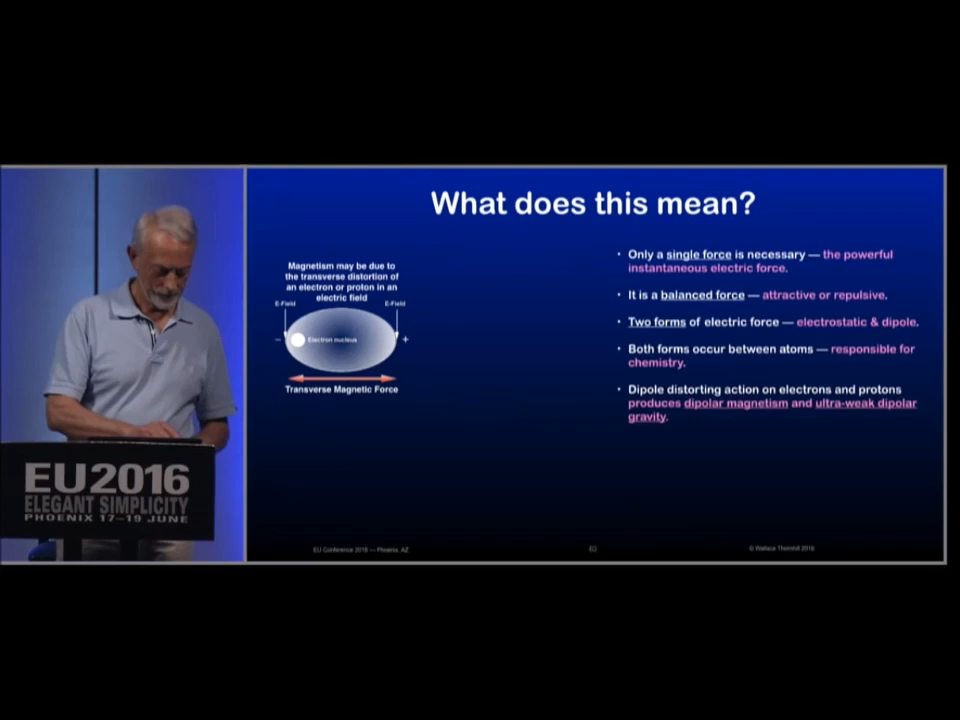 What does this mean?
Magnetism may be due to
the transverse distortion of
an electron or proton in an
electric field
E-Field
E-Field
–
Electron nucleus
+
Transverse Magnetic Force
• Only a single force is necessary — the powerful
instantaneous electric force.
• It is a balanced force — attractive or repulsive.
• Two forms of electric force — electrostatic & dipole.
• Both forms occur between atoms — responsible for
chemistry.
• Dipole distorting action on electrons and protons
produces dipolar magnetism and ultra-weak dipolar
gravity.
EU2016
ELEGANT SIMPLICITY
PHOENIX 17–19 JUNE
EU Conference 2016 — Phoenix, AZ
63
© Wallace Thornhill 2016